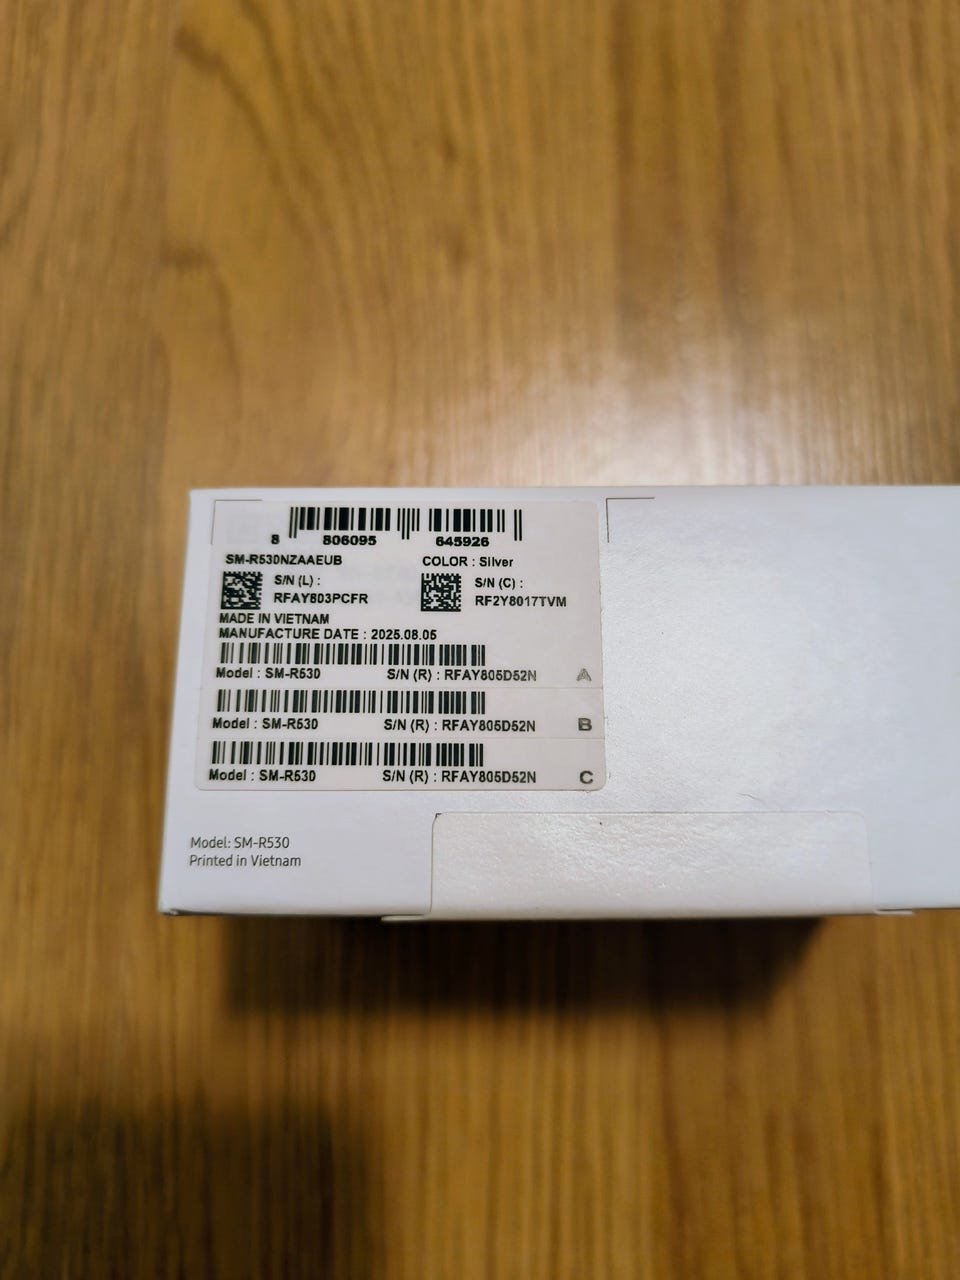 8 806095 645926
SM-R530NZAAEUB COLOR : Silver
S/N (L) : S/N (C) :
RFAY803PCFR RF2Y8017TVM
MADE IN VIETNAM
MANUFACTURE DATE : 2025.08.05
Model : SM-R530 S/N (R) : RFAY805D52N A
Model : SM-R530 S/N (R) : RFAY805D52N B
Model : SM-R530 S/N (R) : RFAY805D52N C
Model: SM-R530
Printed in Vietnam